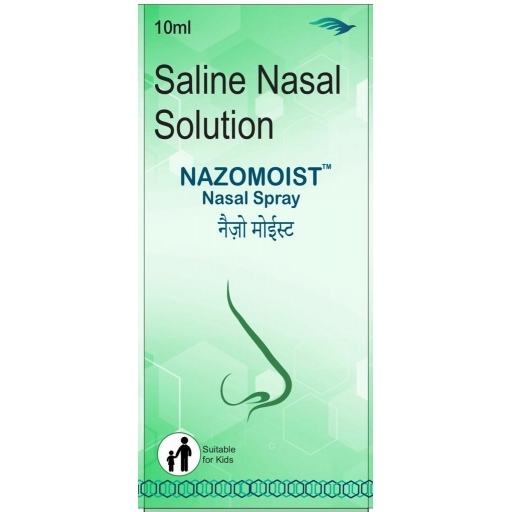 10ml
Saline Nasal
Solution
NAZOMOIST™
Nasal Spray
नैज़ो मोईस्ट
Suitable
for Kids